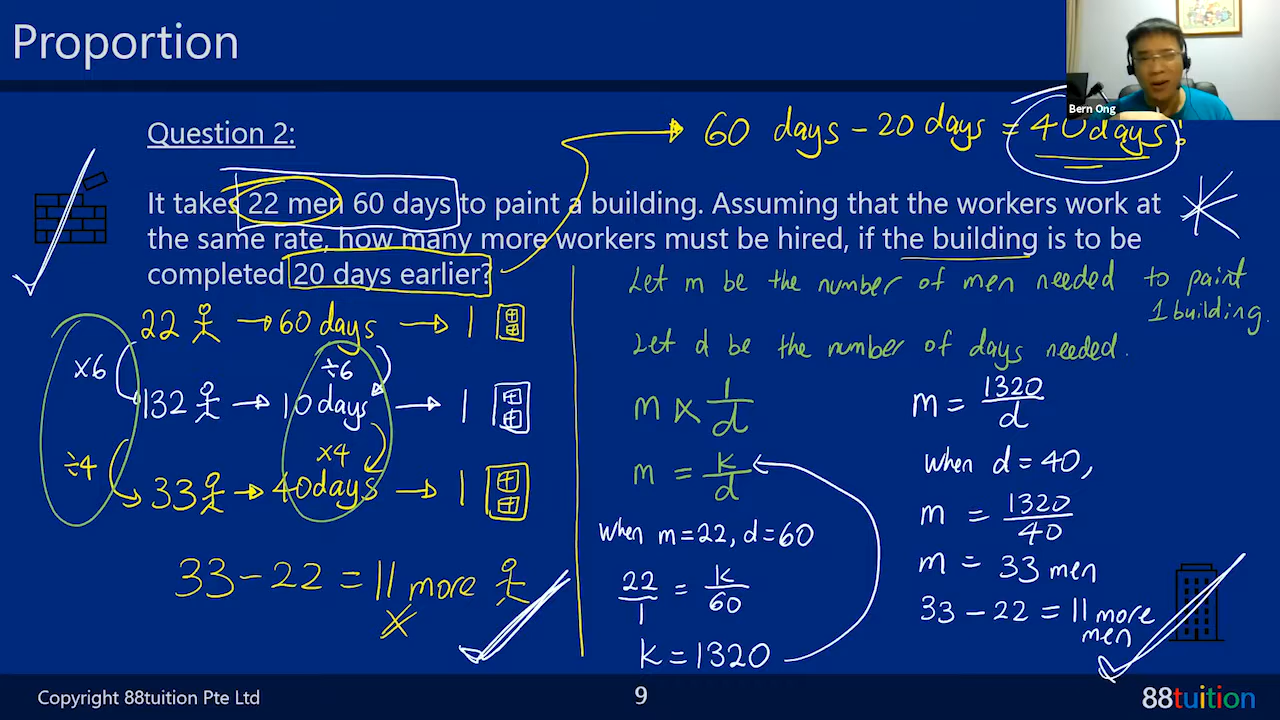 Proportion
Bern Ong
Question 2:
60 days - 20 days = 40 days!
It takes 22 men 60 days to paint a building. Assuming that the workers work at
the same rate, how many more workers must be hired, if the building is to be
completed 20 days earlier?
22 → 60 days → 1
×6
÷6
132 → 10 days → 1
÷4
×4
33 → 40 days → 1
33 - 22 = 11 more
Let m be the number of men needed to paint
1 building.
Let d be the number of days needed.
m ∝ 1/d
m = k/d
When m=22, d=60
22/1 = k/60
k = 1320
m = 1320/d
When d=40,
m = 1320/40
m = 33 men
33 - 22 = 11 more
men
Copyright 88tuition Pte Ltd
9
88tuition